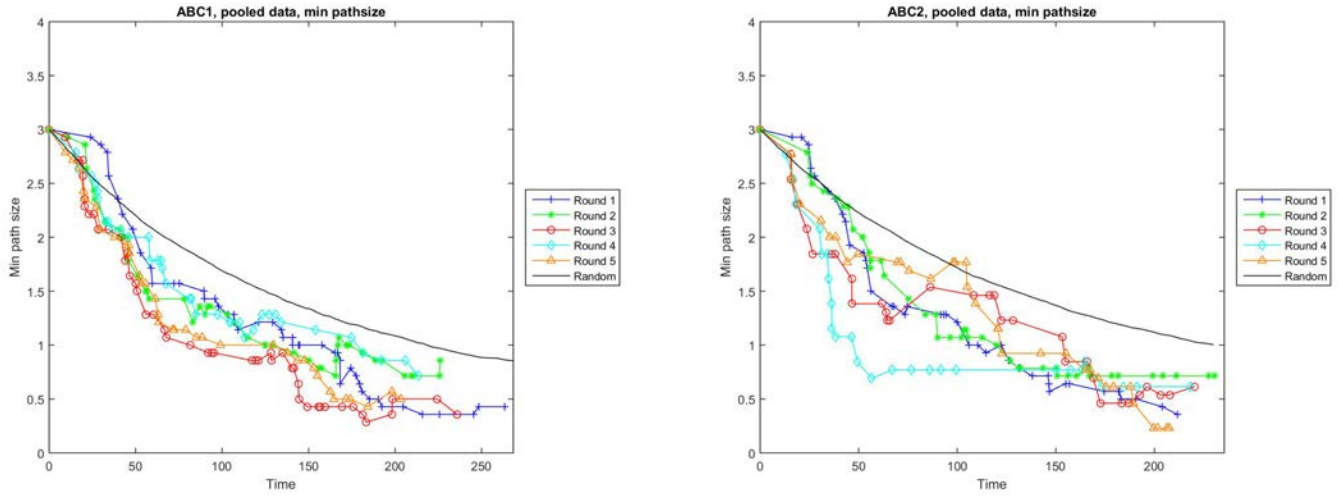 ABC1, pooled data, min pathsize
4
3.5
3
2.5
2
1.5
1
0.5
0
Min path size
0 50 100 150 200 250
Time
Round 1
Round 2
Round 3
Round 4
Round 5
Random
ABC2, pooled data, min pathsize
4
3.5
3
2.5
2
1.5
1
0.5
0
Min path size
0 50 100 150 200
Time
Round 1
Round 2
Round 3
Round 4
Round 5
Random